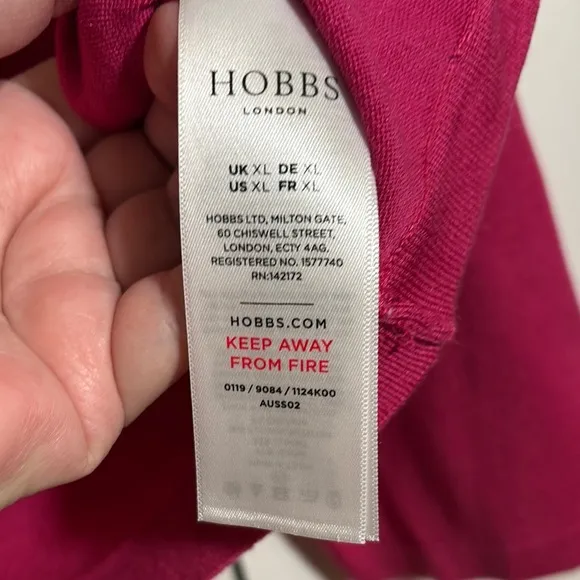 HOBBS
LONDON
UK XL DE XL
US XL FR XL
HOBBS LTD, MILTON GATE,
60 CHISWELL STREET,
LONDON, EC1Y 4AG.
REGISTERED NO. 1577740
RN:142172
HOBBS.COM
KEEP AWAY
FROM FIRE
0119 / 9084 / 1124K00
AUSS02